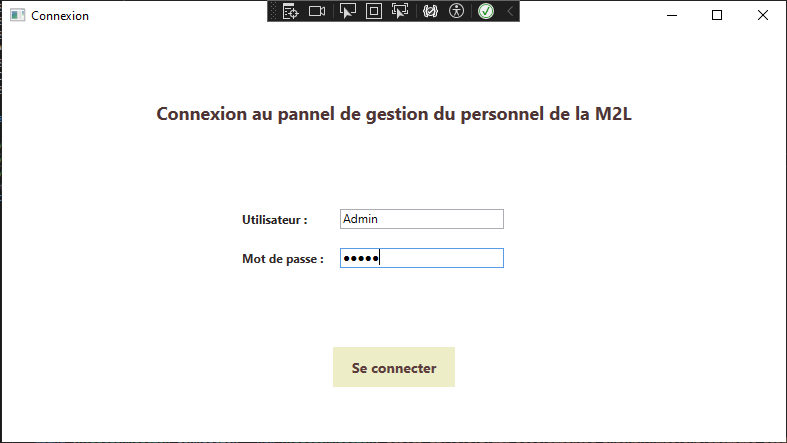 Connexion
Connexion au pannel de gestion du personnel de la M2L
Utilisateur :
Admin
Mot de passe :
•••••
Se connecter